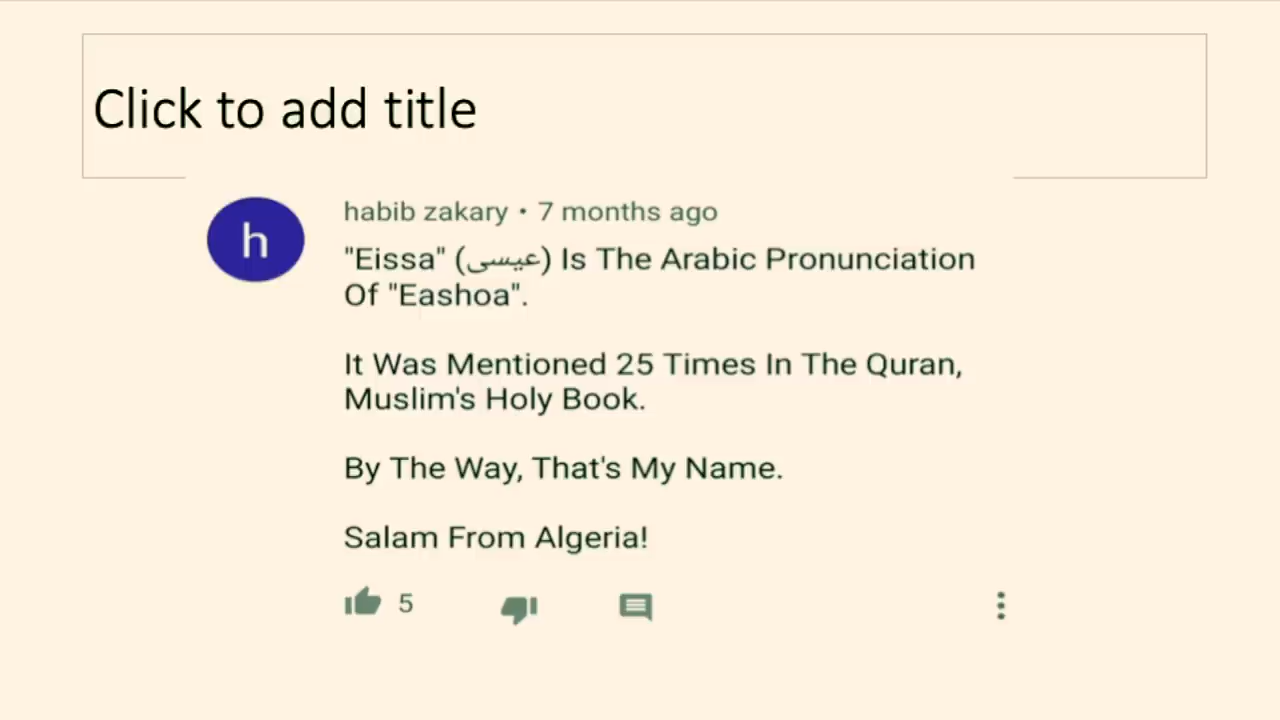 Click to add title
h
habib zakary • 7 months ago
"Eissa" (عيسى) Is The Arabic Pronunciation
Of "Eashoa".
It Was Mentioned 25 Times In The Quran,
Muslim's Holy Book.
By The Way, That's My Name.
Salam From Algeria!
5